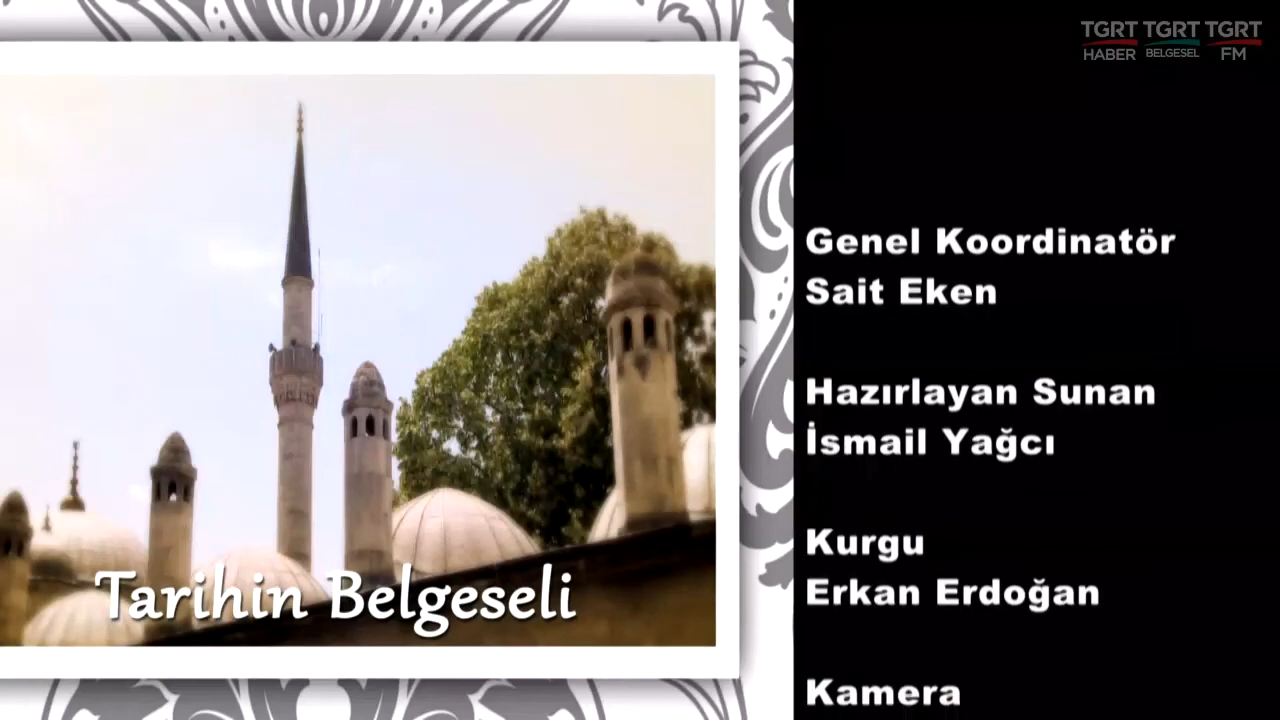 TGRT TGRT TGRT
HABER BELGESEL FM
Genel Koordinatör
Sait Eken
Hazırlayan Sunan
İsmail Yağcı
Kurgu
Erkan Erdoğan
Kamera
Tarihin Belgeseli